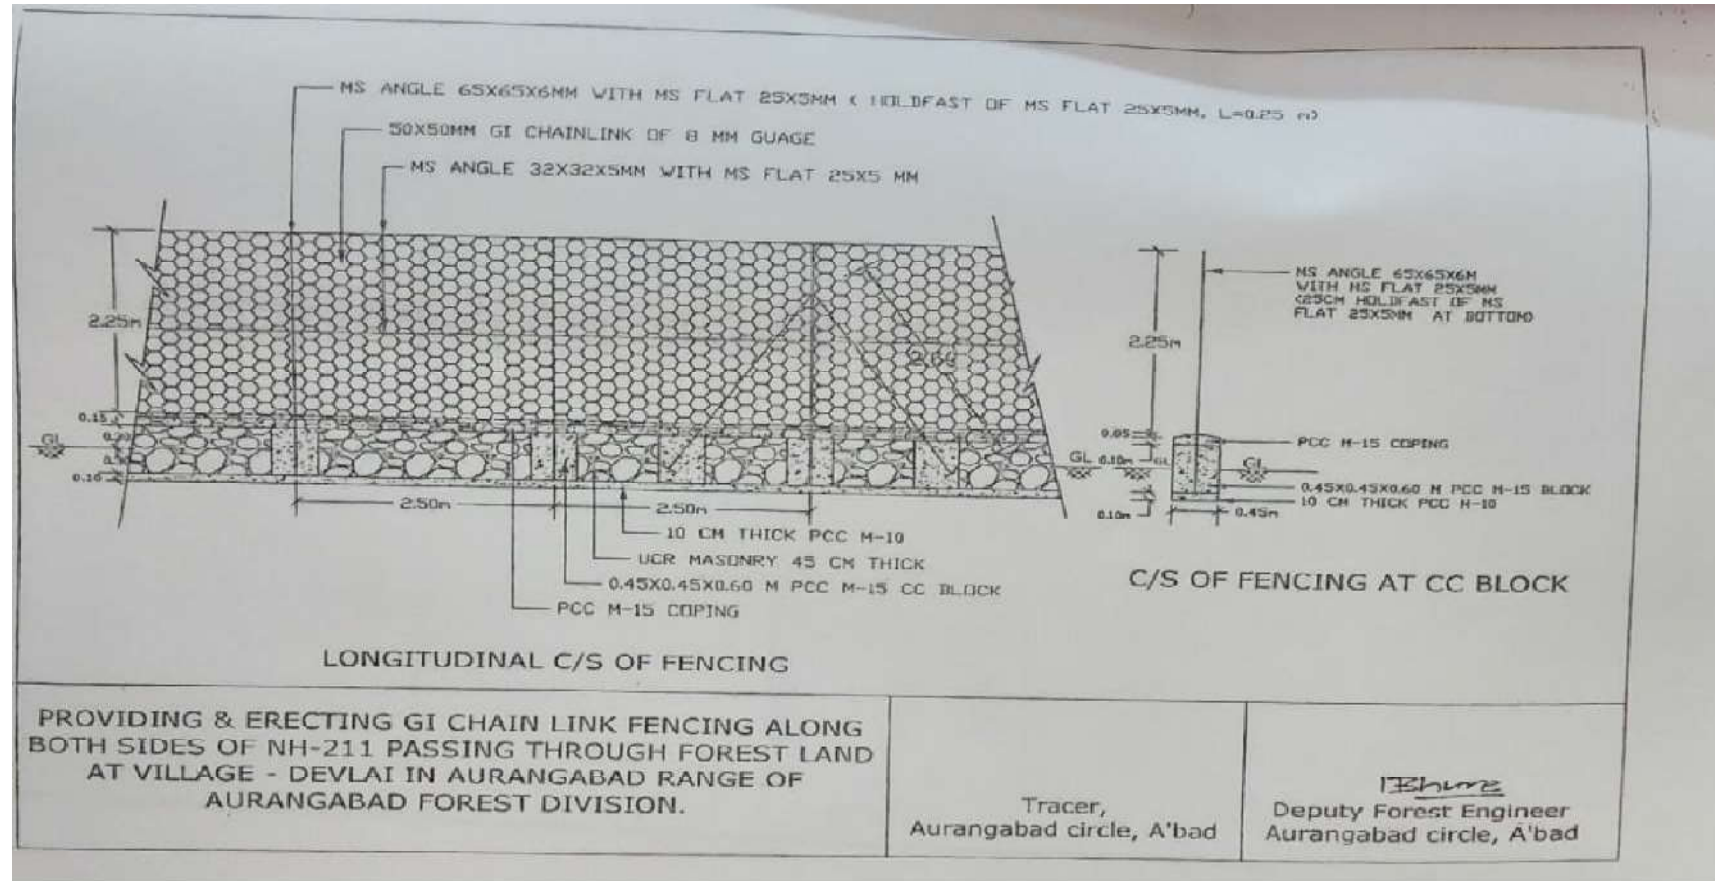 MS ANGLE 65X65X6MM WITH MS FLAT 25X5MM ( HOLDFAST OF MS FLAT 25X5MM, L=0.25 m)
50X50MM GI CHAINLINK OF 8 MM GUAGE
MS ANGLE 32X32X5MM WITH MS FLAT 25X5 MM
2.25m
0.15
GL
0.10
2.50m
2.50m
10 CM THICK PCC M-10
UCR MASONRY 45 CM THICK
0.45X0.45X0.60 M PCC M-15 CC BLOCK
PCC M-15 COPING
LONGITUDINAL C/S OF FENCING
MS ANGLE 65X65X6M
WITH MS FLAT 25X5MM
(25CM HOLDFAST OF MS
FLAT 25X5MM AT BOTTOM)
2.25m
0.05
PCC M-15 COPING
GL
0.10m
GL
GL
0.45X0.45X0.60 M PCC M-15 BLOCK
10 CM THICK PCC M-10
0.10m
0.45m
C/S OF FENCING AT CC BLOCK
PROVIDING & ERECTING GI CHAIN LINK FENCING ALONG
BOTH SIDES OF NH-211 PASSING THROUGH FOREST LAND
AT VILLAGE - DEVLAI IN AURANGABAD RANGE OF
AURANGABAD FOREST DIVISION.
Tracer,
Aurangabad circle, A'bad
Deputy Forest Engineer
Aurangabad circle, A'bad